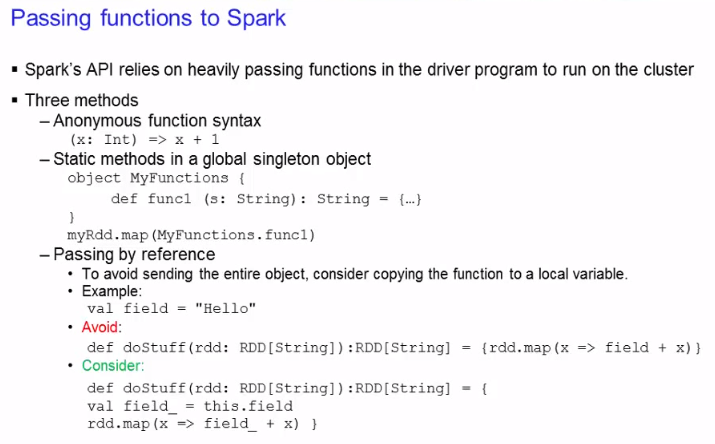 Passing functions to Spark
▪ Spark's API relies on heavily passing functions in the driver program to run on the cluster
▪ Three methods
– Anonymous function syntax
(x: Int) => x + 1
– Static methods in a global singleton object
object MyFunctions {
def func1 (s: String): String = {…}
}
myRdd.map(MyFunctions.func1)
– Passing by reference
• To avoid sending the entire object, consider copying the function to a local variable.
• Example:
val field = "Hello"
• Avoid:
def doStuff(rdd: RDD[String]):RDD[String] = {rdd.map(x => field + x)}
• Consider:
def doStuff(rdd: RDD[String]):RDD[String] = {
val field_ = this.field
rdd.map(x => field_ + x) }